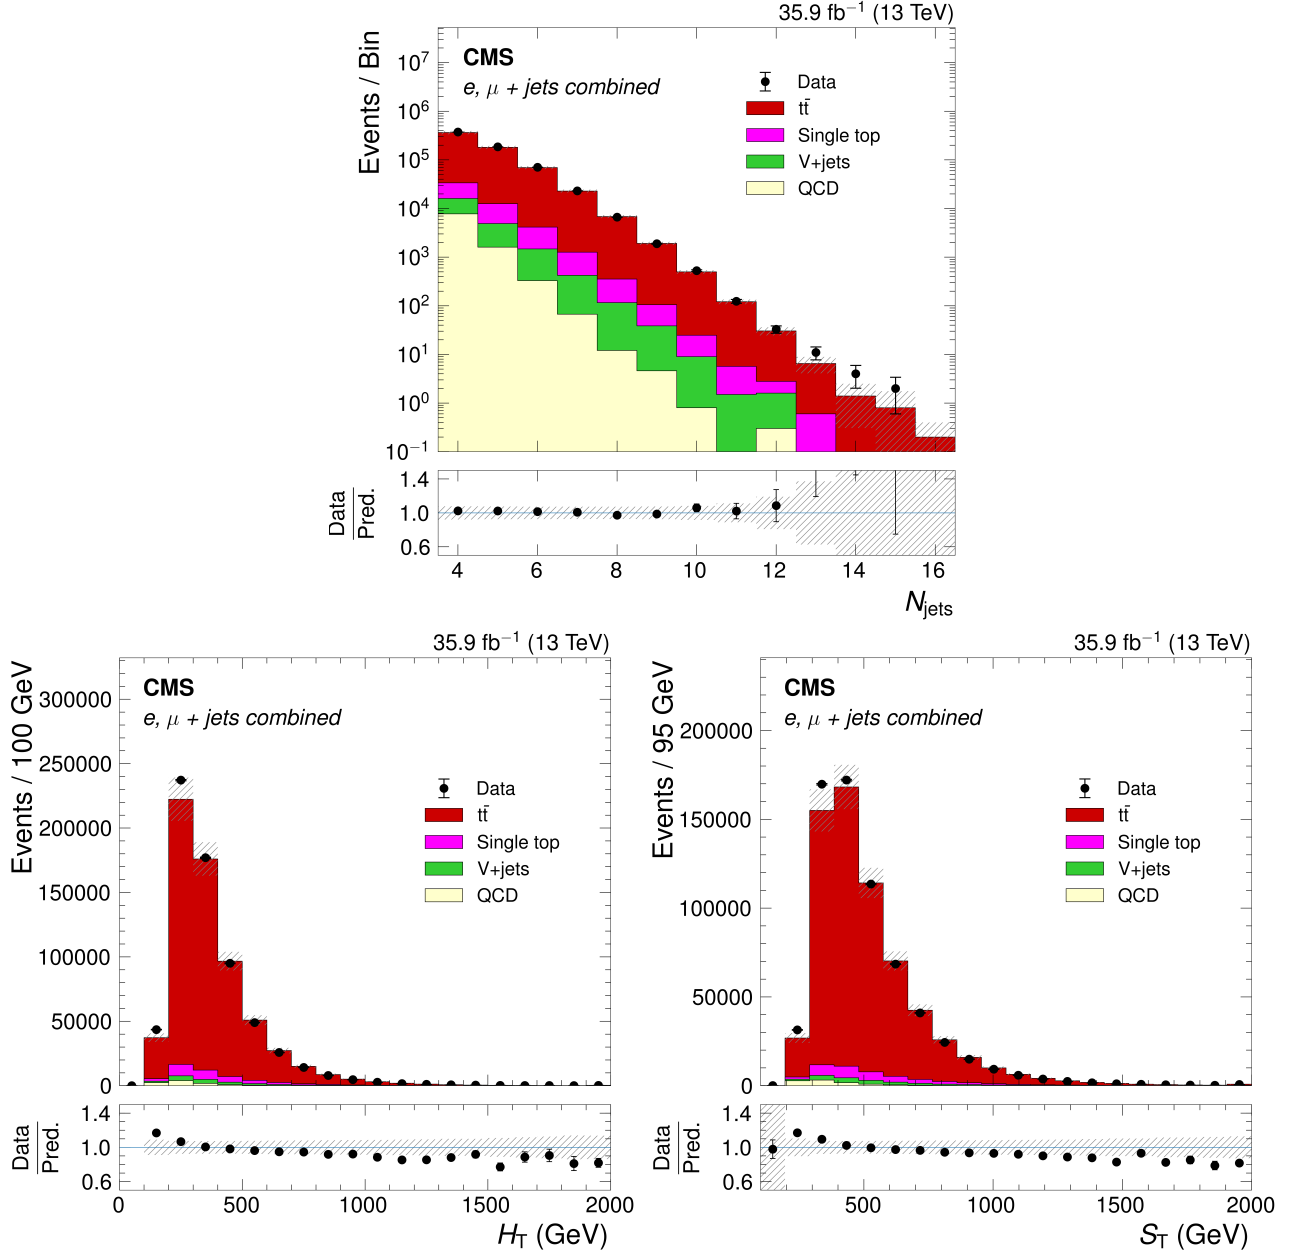 35.9 fb⁻¹ (13 TeV)
CMS
e, μ + jets combined
Events / Bin
10⁷
10⁶
10⁵
10⁴
10³
10²
10¹
10⁰
10⁻¹
Data
tt̄
Single top
V+jets
QCD
Data
Pred.
1.4
1.0
0.6
4 6 8 10 12 14 16
N_jets
35.9 fb⁻¹ (13 TeV)
CMS
e, μ + jets combined
Events / 100 GeV
300000
250000
200000
150000
100000
50000
0
Data
tt̄
Single top
V+jets
QCD
Data
Pred.
1.4
1.0
0.6
0 500 1000 1500 2000
H_T (GeV)
35.9 fb⁻¹ (13 TeV)
CMS
e, μ + jets combined
Events / 95 GeV
200000
150000
100000
50000
0
Data
tt̄
Single top
V+jets
QCD
Data
Pred.
1.4
1.0
0.6
500 1000 1500 2000
S_T (GeV)